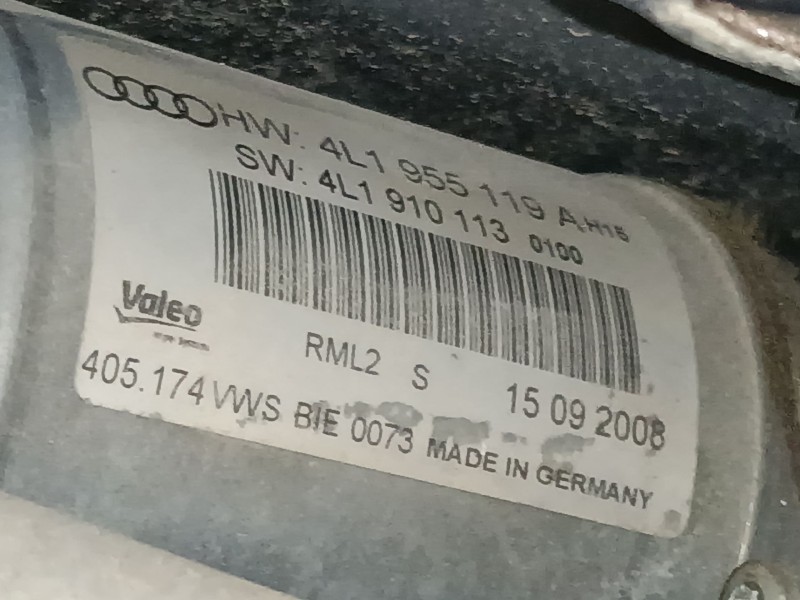 HW: 4L1 955 119 A H15
SW: 4L1 910 113 0100
Valeo
RML2 S 15 09 2008
405.174 VWS BIE 0073 MADE IN GERMANY